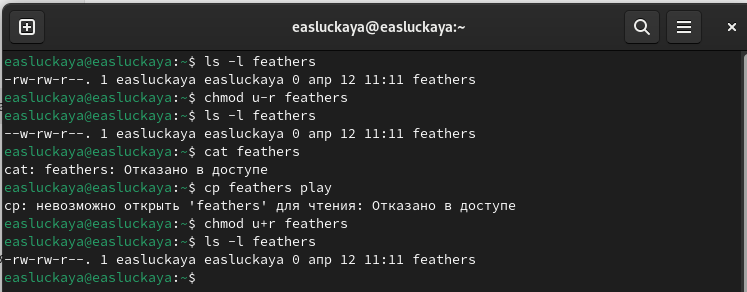 easluckaya@easluckaya:~
easluckaya@easluckaya:~$ ls -l feathers
-rw-rw-r--. 1 easluckaya easluckaya 0 апр 12 11:11 feathers
easluckaya@easluckaya:~$ chmod u-r feathers
easluckaya@easluckaya:~$ ls -l feathers
--w-rw-r--. 1 easluckaya easluckaya 0 апр 12 11:11 feathers
easluckaya@easluckaya:~$ cat feathers
cat: feathers: Отказано в доступе
easluckaya@easluckaya:~$ cp feathers play
cp: невозможно открыть 'feathers' для чтения: Отказано в доступе
easluckaya@easluckaya:~$ chmod u+r feathers
easluckaya@easluckaya:~$ ls -l feathers
-rw-rw-r--. 1 easluckaya easluckaya 0 апр 12 11:11 feathers
easluckaya@easluckaya:~$